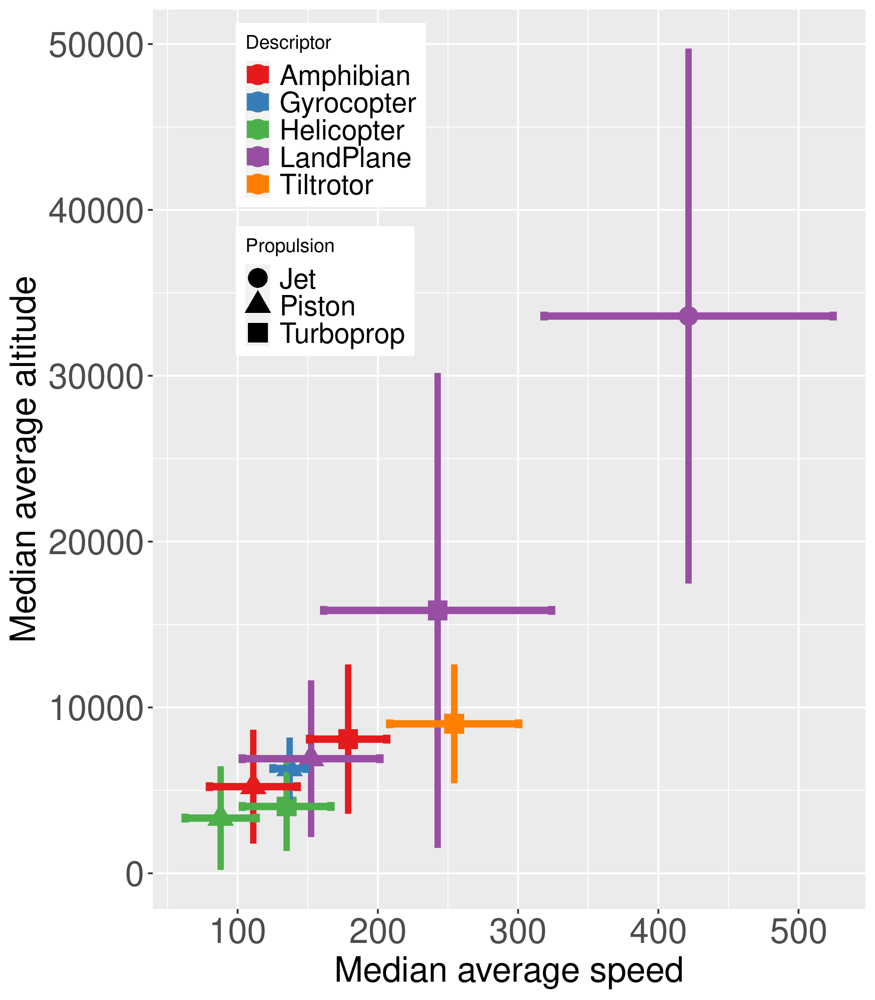 Descriptor
Amphibian
Gyrocopter
Helicopter
LandPlane
Tiltrotor
Propulsion
Jet
Piston
Turboprop
Median average altitude
50000
40000
30000
20000
10000
0
100 200 300 400 500
Median average speed